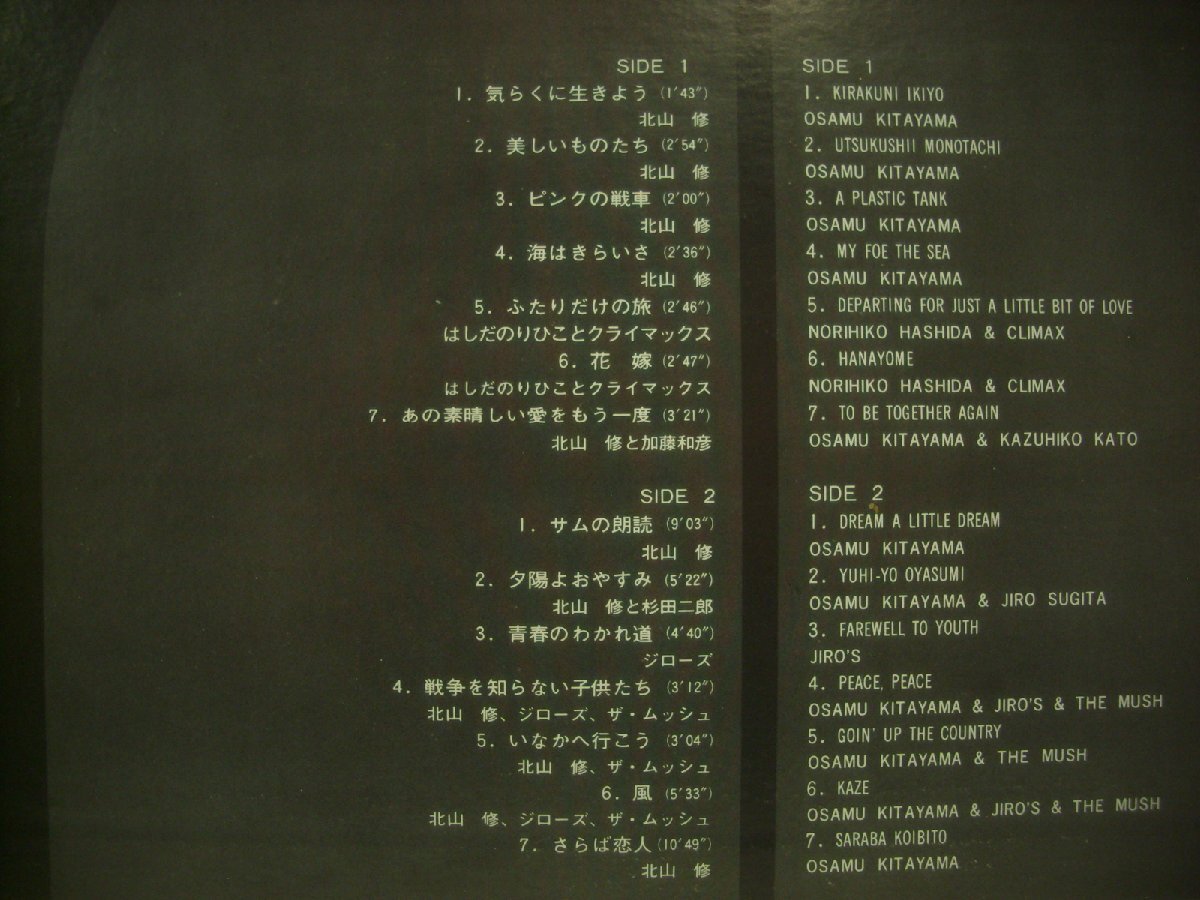 SIDE 1
1. 気らくに生きよう (1′43″)
北山 修
2. 美しいものたち (2′54″)
北山 修
3. ピンクの戦車 (2′00″)
北山 修
4. 海はきらいさ (2′36″)
北山 修
5. ふたりだけの旅 (2′46″)
はしだのりひことクライマックス
6. 花 嫁 (2′47″)
はしだのりひことクライマックス
7. あの素晴しい愛をもう一度 (3′21″)
北山 修と加藤和彦
SIDE 2
1. サムの朗読 (9′03″)
北山 修
2. 夕陽よおやすみ (5′22″)
北山 修と杉田二郎
3. 青春のわかれ道 (4′40″)
ジローズ
4. 戦争を知らない子供たち (3′12″)
北山 修、ジローズ、ザ・ムッシュ
5. いなかへ行こう (3′04″)
北山 修、ザ・ムッシュ
6. 風 (5′33″)
北山 修、ジローズ、ザ・ムッシュ
7. さらば恋人 (10′49″)
北山 修
SIDE 1
1. KIRAKUNI IKIYO
OSAMU KITAYAMA
2. UTSUKUSHII MONOTACHI
OSAMU KITAYAMA
3. A PLASTIC TANK
OSAMU KITAYAMA
4. MY FOE THE SEA
OSAMU KITAYAMA
5. DEPARTING FOR JUST A LITTLE BIT OF LOVE
NORIHIKO HASHIDA & CLIMAX
6. HANAYOME
NORIHIKO HASHIDA & CLIMAX
7. TO BE TOGETHER AGAIN
OSAMU KITAYAMA & KAZUHIKO KATO
SIDE 2
1. DREAM A LITTLE DREAM
OSAMU KITAYAMA
2. YUHI-YO OYASUMI
OSAMU KITAYAMA & JIRO SUGITA
3. FAREWELL TO YOUTH
JIRO'S
4. PEACE, PEACE
OSAMU KITAYAMA & JIRO'S & THE MUSH
5. GOIN' UP THE COUNTRY
OSAMU KITAYAMA & THE MUSH
6. KAZE
OSAMU KITAYAMA & JIRO'S & THE MUSH
7. SARABA KOIBITO
OSAMU KITAYAMA